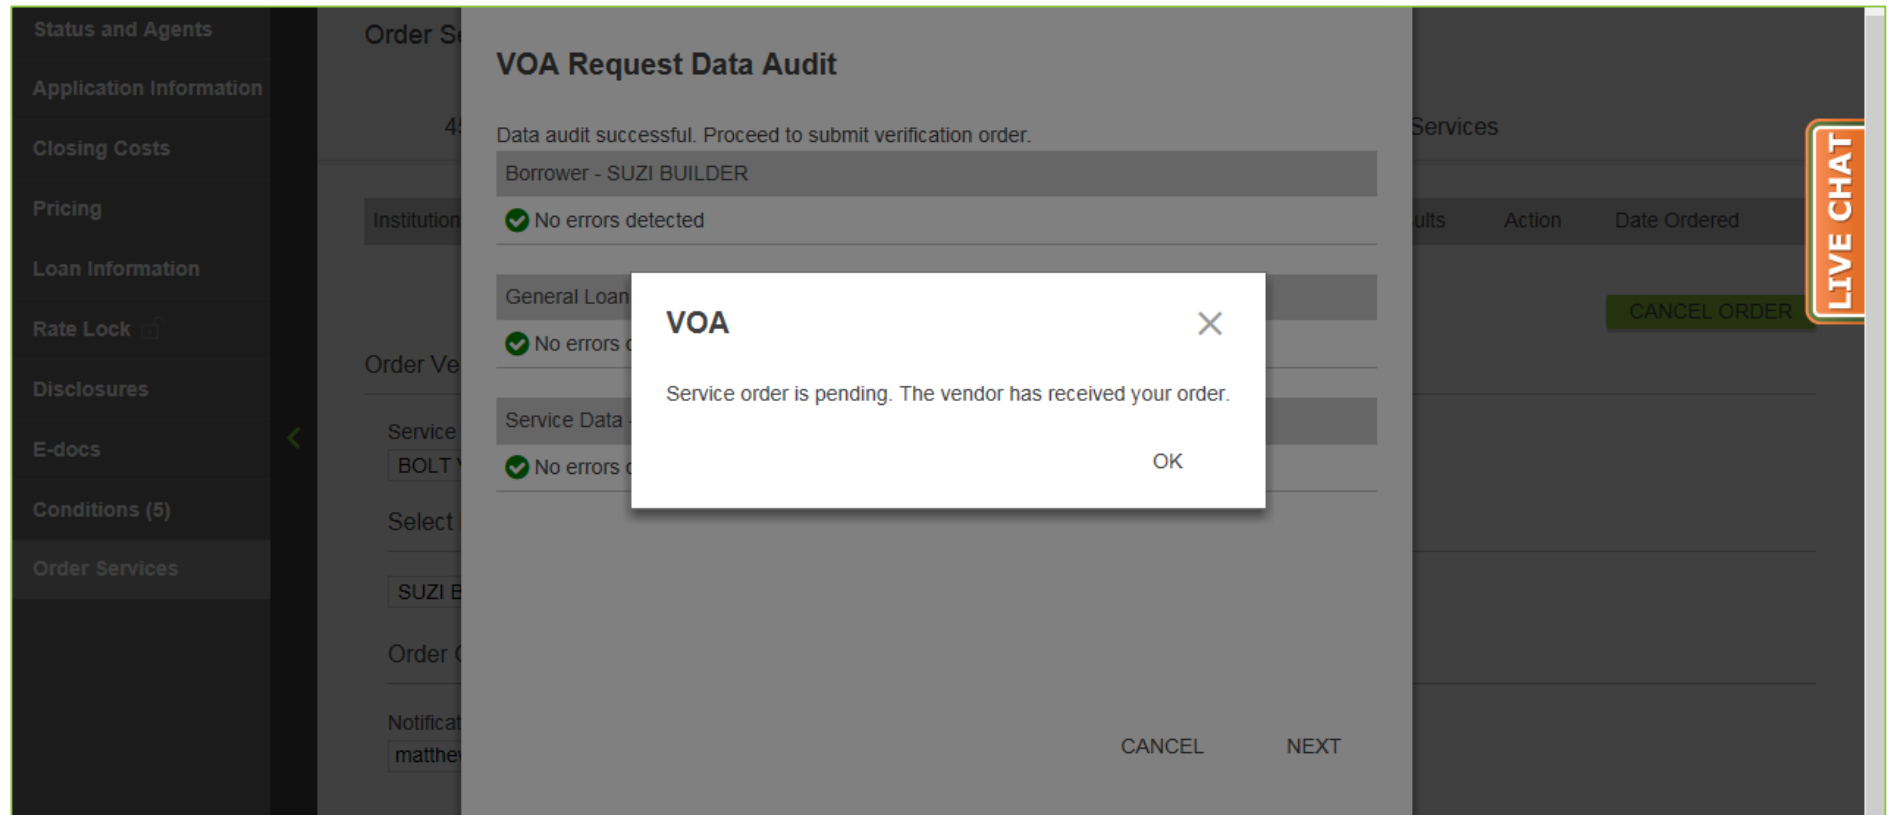 Status and Agents
Application Information
Closing Costs
Pricing
Loan Information
Rate Lock
Disclosures
E-docs
Conditions (5)
Order Services
Order
Services
Institution
Action
Date Ordered
CANCEL ORDER
Order
Service
BOLT
Select
SUZI
Order
VOA Request Data Audit
Data audit successful. Proceed to submit verification order.
Borrower - SUZI BUILDER
No errors detected
General Loan
No errors
Service Data -
No errors
CANCEL
NEXT
VOA
Service order is pending. The vendor has received your order.
OK
LIVE CHAT